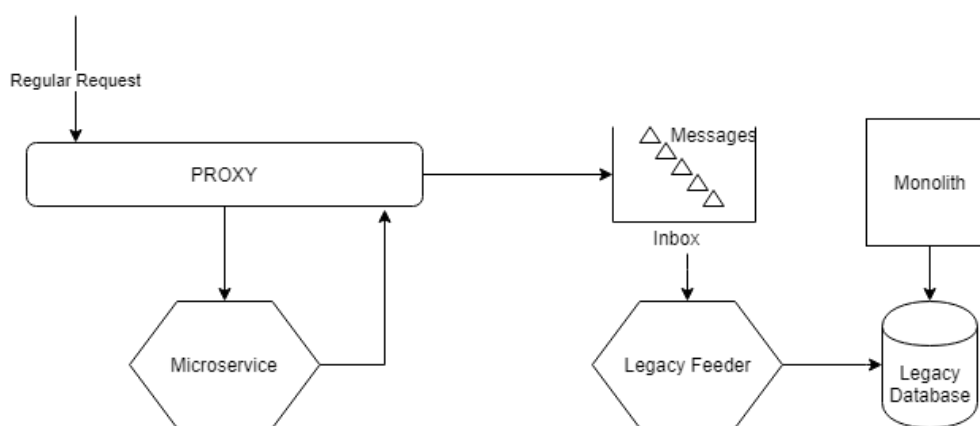 Regular Request
PROXY
Messages
Inbox
Monolith
Microservice
Legacy Feeder
Legacy
Database